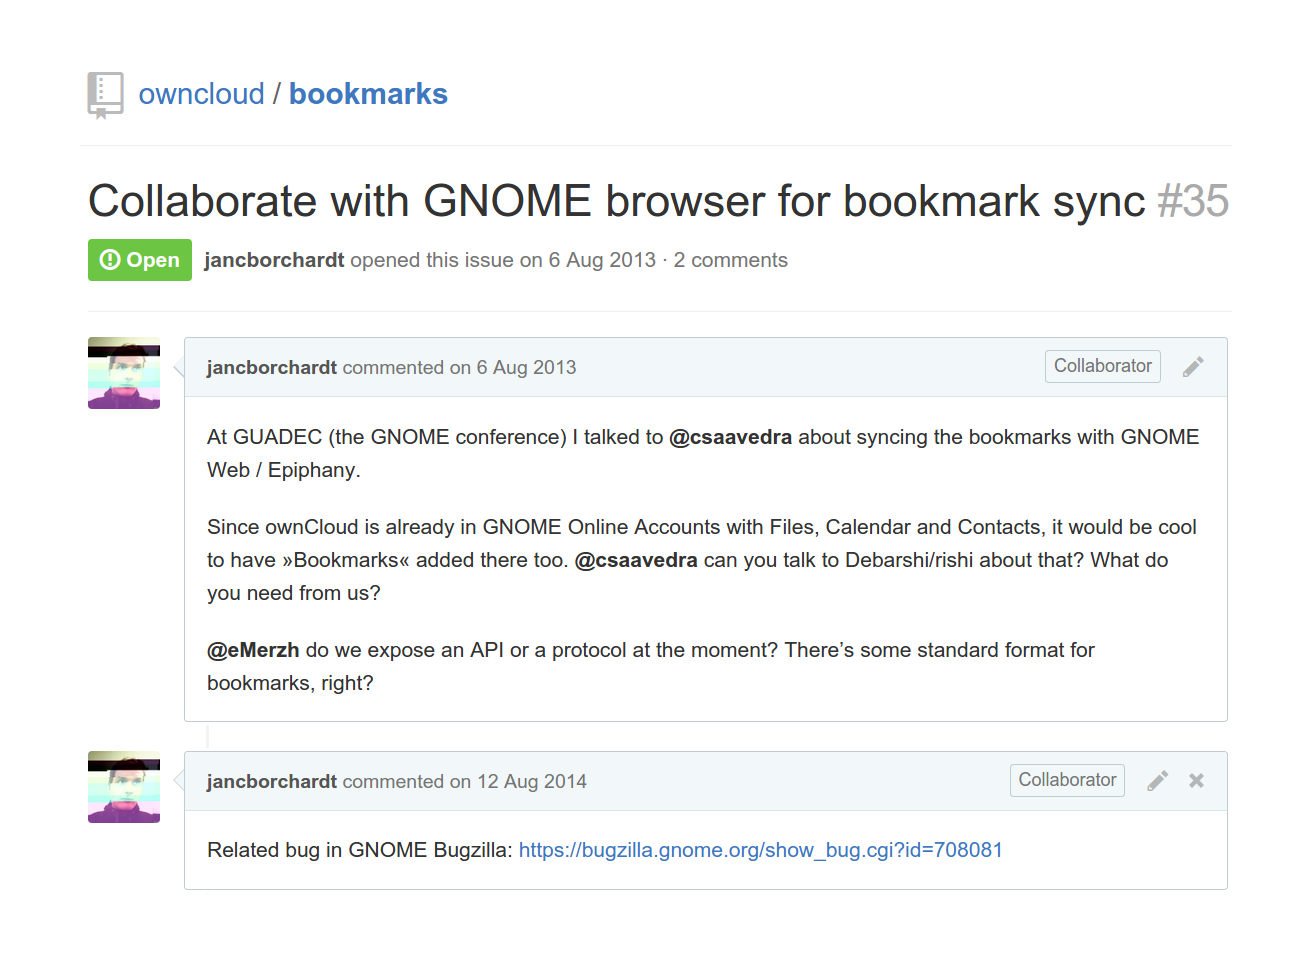 owncloud / bookmarks
Collaborate with GNOME browser for bookmark sync #35
Open jancborchardt opened this issue on 6 Aug 2013 · 2 comments
jancborchardt commented on 6 Aug 2013 Collaborator
At GUADEC (the GNOME conference) I talked to @csaavedra about syncing the bookmarks with GNOME
Web / Epiphany.
Since ownCloud is already in GNOME Online Accounts with Files, Calendar and Contacts, it would be cool
to have »Bookmarks« added there too. @csaavedra can you talk to Debarshi/rishi about that? What do
you need from us?
@eMerzh do we expose an API or a protocol at the moment? There’s some standard format for
bookmarks, right?
jancborchardt commented on 12 Aug 2014 Collaborator
Related bug in GNOME Bugzilla: https://bugzilla.gnome.org/show_bug.cgi?id=708081